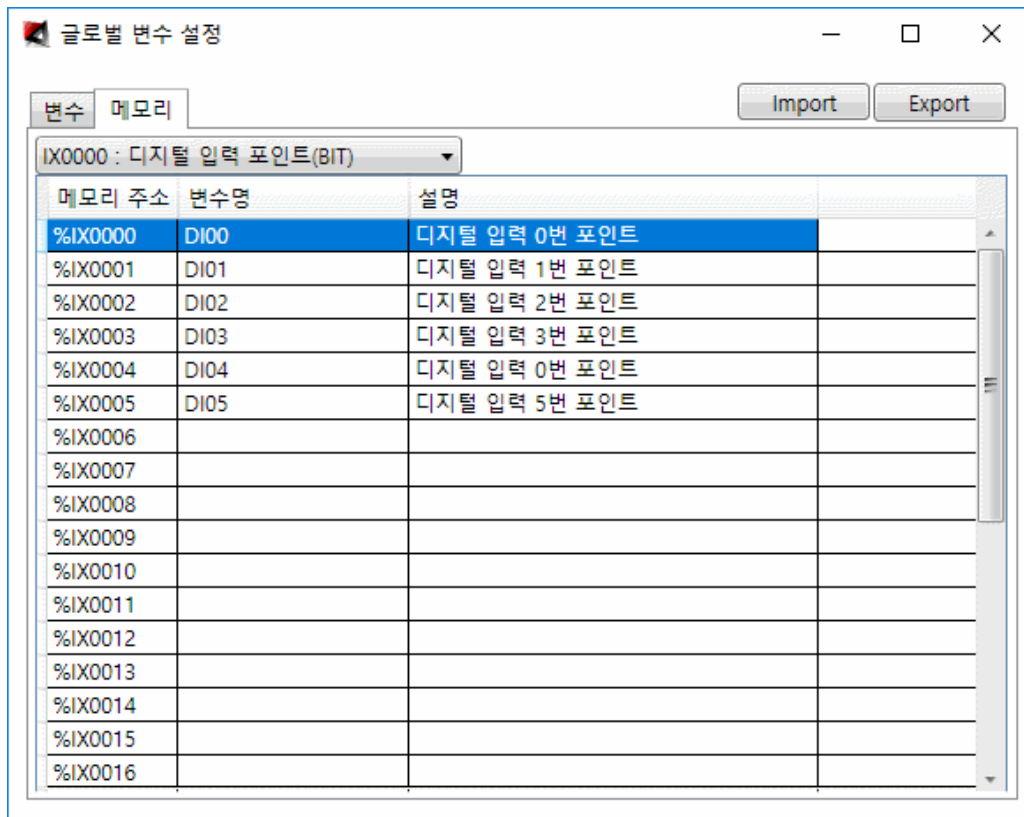 글로벌 변수 설정
변수 메모리 Import Export
IX0000 : 디지털 입력 포인트(BIT)
메모리 주소 변수명 설명
%IX0000 DI00 디지털 입력 0번 포인트
%IX0001 DI01 디지털 입력 1번 포인트
%IX0002 DI02 디지털 입력 2번 포인트
%IX0003 DI03 디지털 입력 3번 포인트
%IX0004 DI04 디지털 입력 0번 포인트
%IX0005 DI05 디지털 입력 5번 포인트
%IX0006
%IX0007
%IX0008
%IX0009
%IX0010
%IX0011
%IX0012
%IX0013
%IX0014
%IX0015
%IX0016